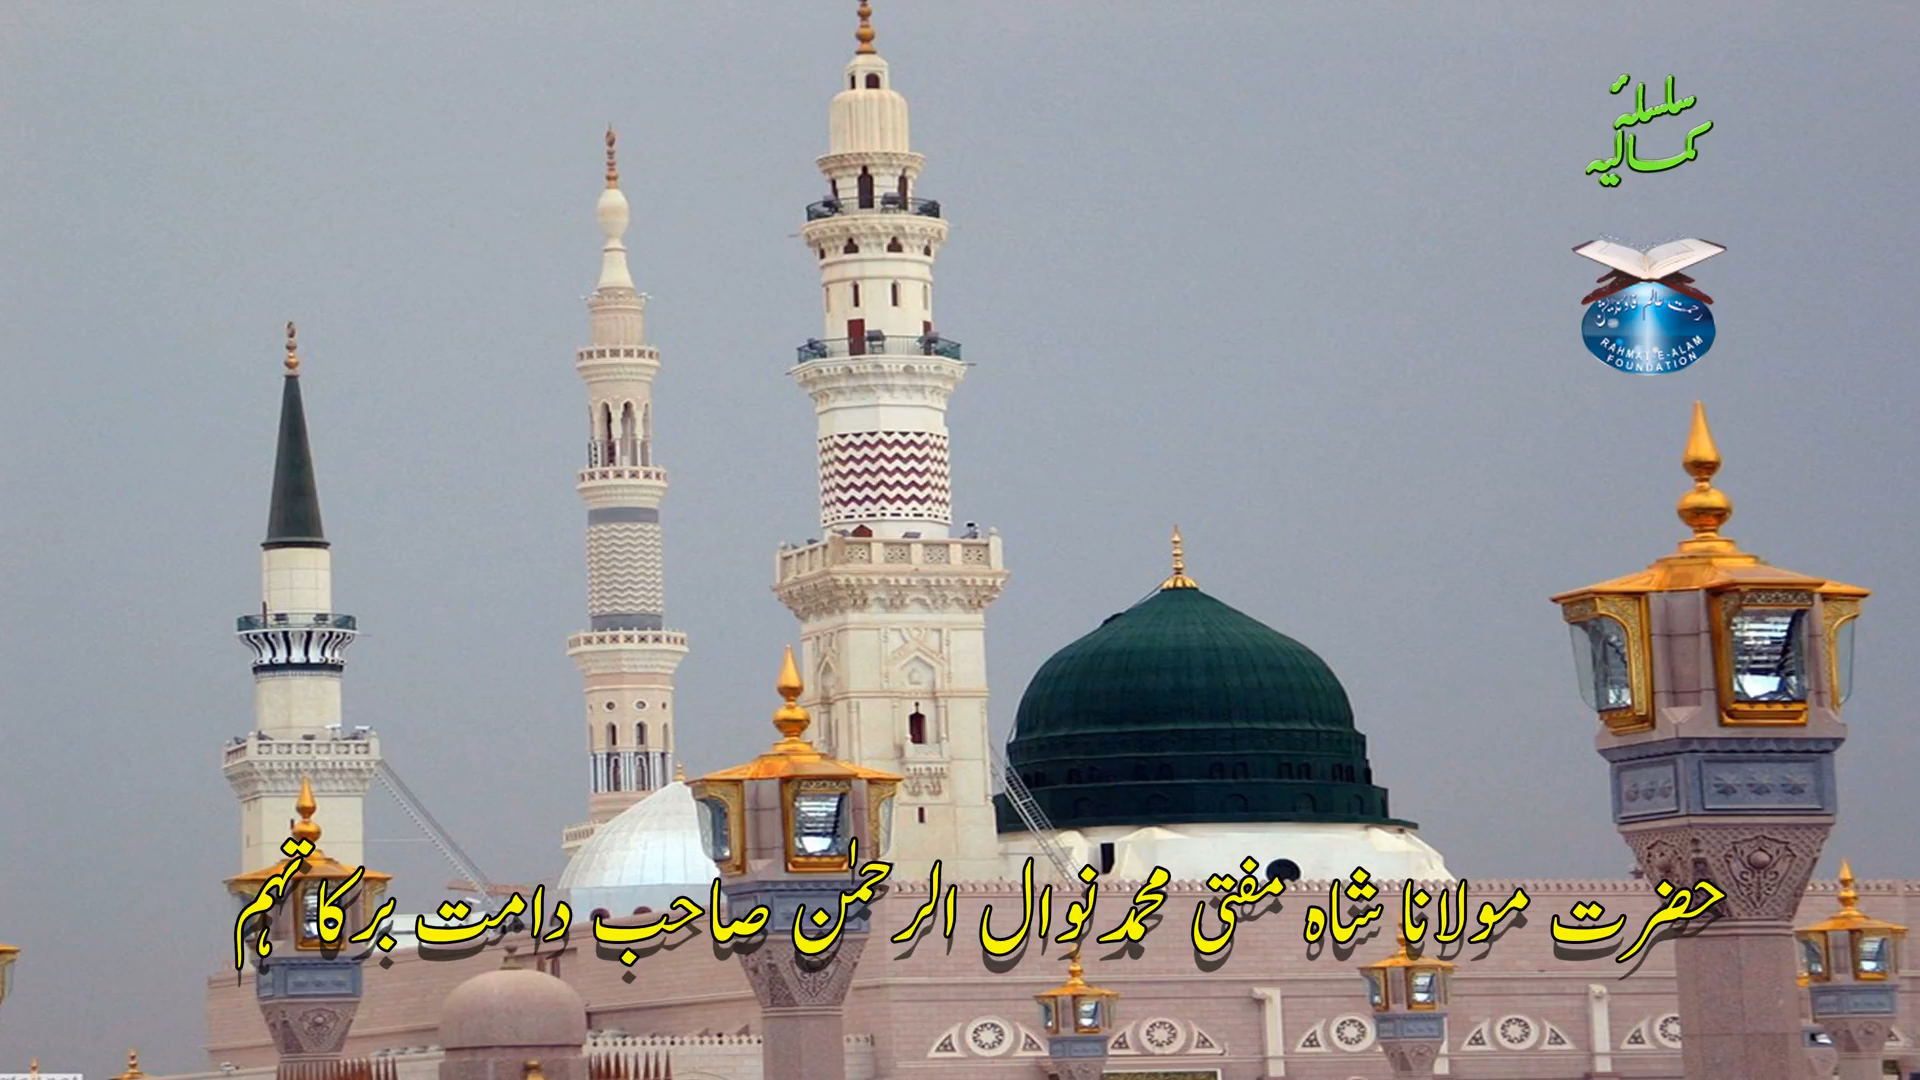 سلسلۂ
کمالیہ
رحمت عالم فاؤنڈیشن
RAHMAT-E-ALAM
FOUNDATION
حضرت مولانا شاہ مفتی محمد نوال الرحمٰن صاحب دامت برکاتہم